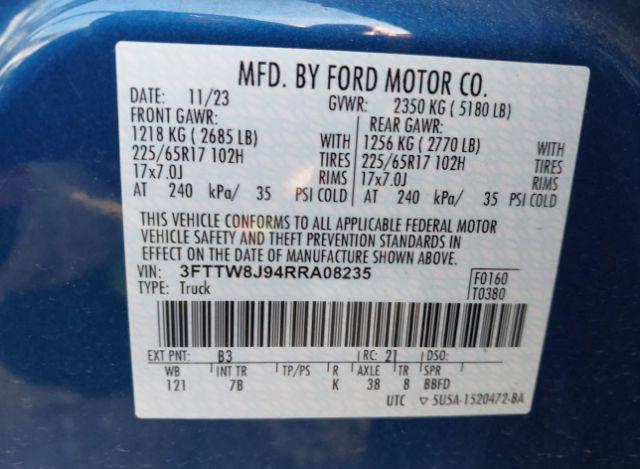 MFD. BY FORD MOTOR CO.
DATE: 11/23 GVWR: 2350 KG ( 5180 LB)
FRONT GAWR: REAR GAWR:
1218 KG ( 2685 LB) WITH 1256 KG ( 2770 LB) WITH
225/65R17 102H TIRES 225/65R17 102H TIRES
17x7.0J RIMS 17x7.0J RIMS
AT 240 kPa/ 35 PSI COLD AT 240 kPa/ 35 PSI COLD
THIS VEHICLE CONFORMS TO ALL APPLICABLE FEDERAL MOTOR
VEHICLE SAFETY AND THEFT PREVENTION STANDARDS IN
EFFECT ON THE DATE OF MANUFACTURE SHOWN ABOVE.
VIN: 3FTTW8J94RRA08235
TYPE: Truck
F0160
T0380
EXT PNT: B3 RC: 21 DSO:
WB INT TR TP/PS R AXLE TR SPR
121 7B K 38 8 BBFD
UTC ▽ 5U5A-1520472-BA